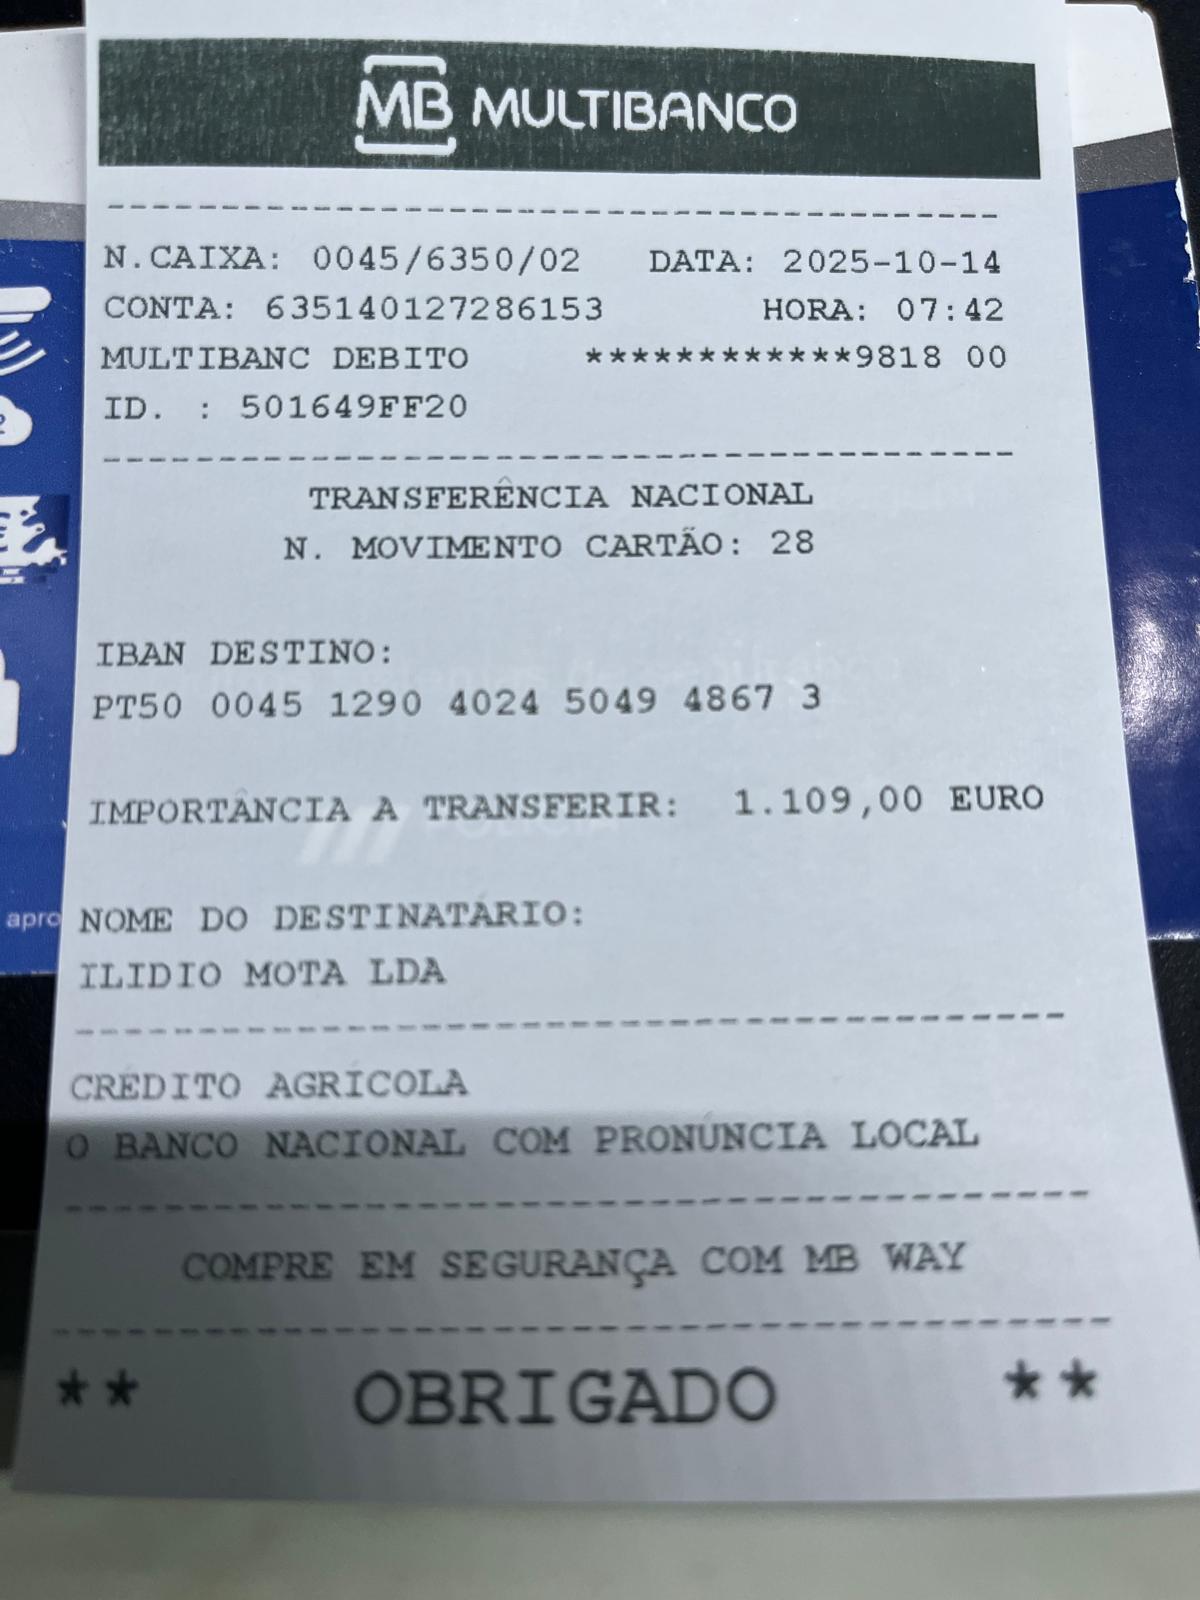 MB MULTIBANCO
N.CAIXA: 0045/6350/02 DATA: 2025-10-14
CONTA: 635140127286153 HORA: 07:42
MULTIBANC DEBITO ************9818 00
ID. : 501649FF20
TRANSFERÊNCIA NACIONAL
N. MOVIMENTO CARTÃO: 28
IBAN DESTINO:
PT50 0045 1290 4024 5049 4867 3
IMPORTÂNCIA A TRANSFERIR: 1.109,00 EURO
NOME DO DESTINATÁRIO:
ILIDIO MOTA LDA
CRÉDITO AGRÍCOLA
O BANCO NACIONAL COM PRONÚNCIA LOCAL
COMPRE EM SEGURANÇA COM MB WAY
** OBRIGADO **
apro